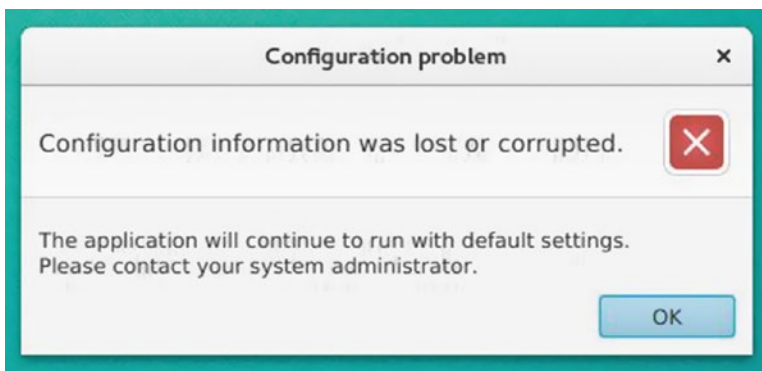 Configuration problem
Configuration information was lost or corrupted.
The application will continue to run with default settings.
Please contact your system administrator.
OK